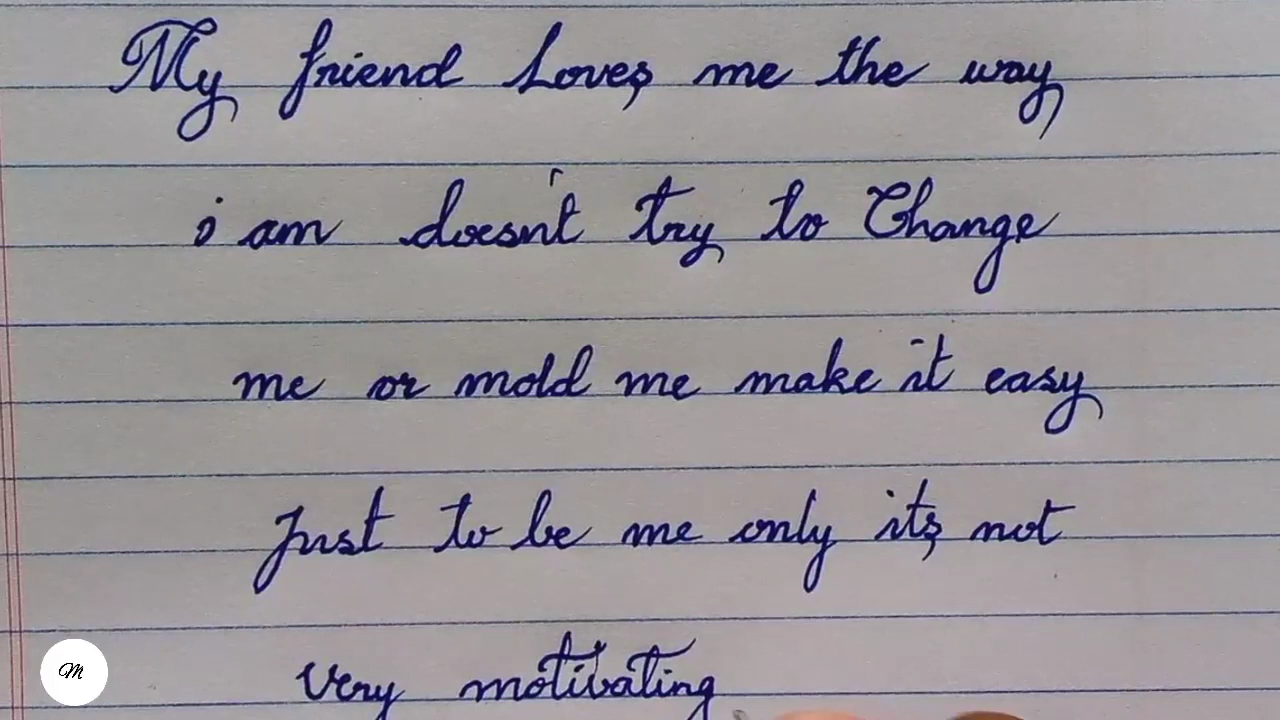 My friend Loves me the way
i am doesn't try to Change
me or mold me make it easy
Just to be me only its not
very motivating
M